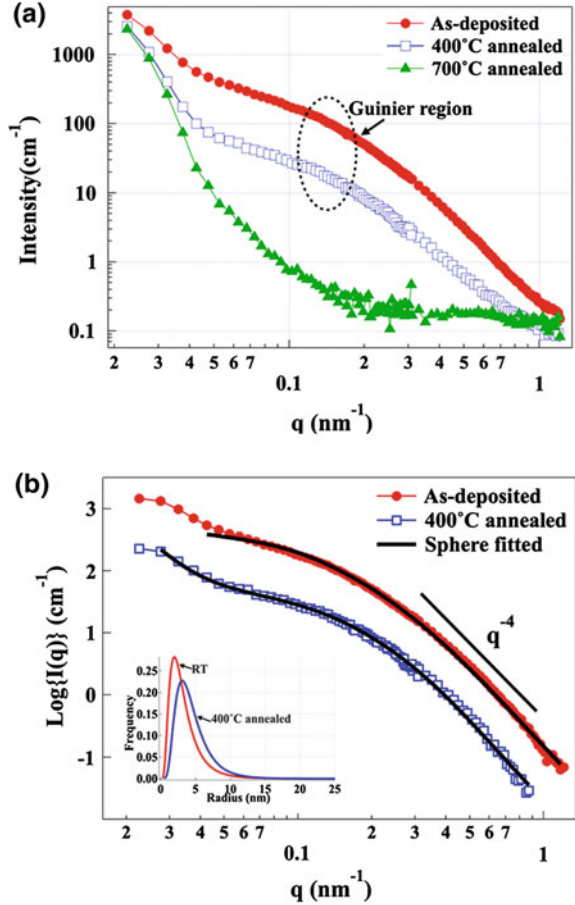 (a)
As-deposited
400°C annealed
700°C annealed
1000
100
10
1
0.1
Intensity(cm⁻¹)
Guinier region
2 3 4 5 6 7 0.1 2 3 4 5 6 7 1
q (nm⁻¹)
(b)
As-deposited
400°C annealed
Sphere fitted
3
2
1
0
-1
Log{I(q)} (cm⁻¹)
q⁻⁴
RT
400°C annealed
0.25
0.20
0.15
0.10
0.05
0.00
Frequency
0 5 10 15 20 25
Radius (nm)
2 3 4 5 6 7 0.1 2 3 4 5 6 7 1
q (nm⁻¹)